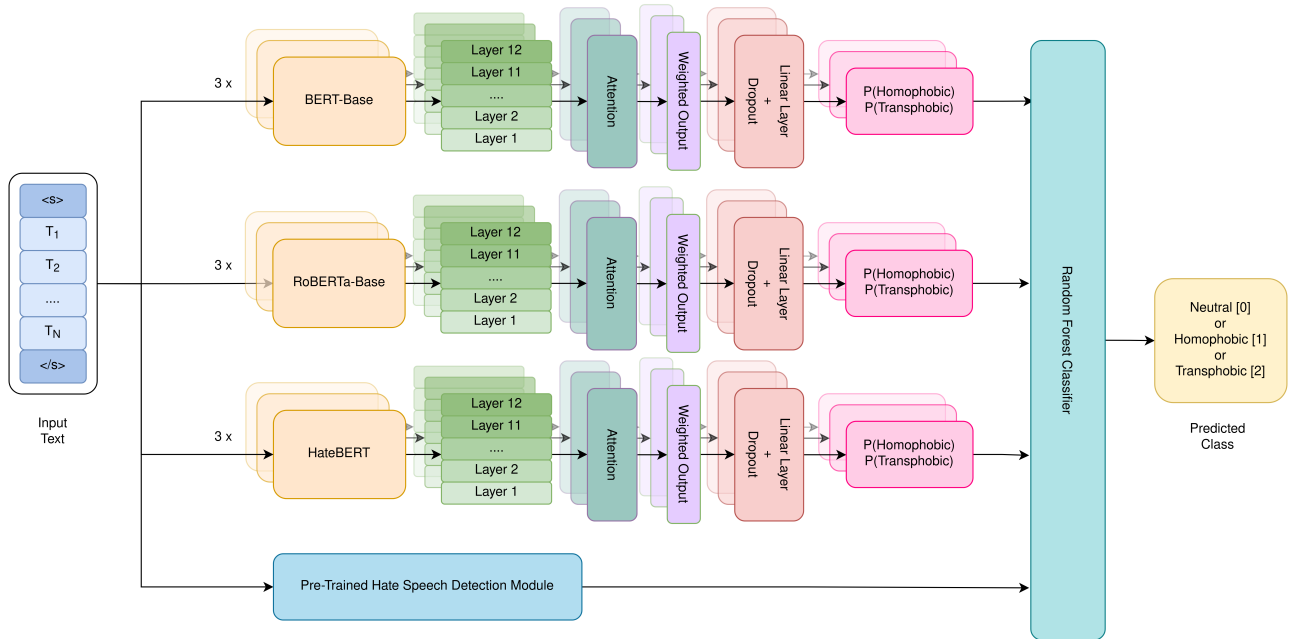 <s>
T1
T2
....
TN
</s>
Input
Text
3 x
BERT-Base
Layer 12
Layer 11
....
Layer 2
Layer 1
Attention
Weighted Output
Linear Layer
+
Dropout
P(Homophobic)
P(Transphobic)
3 x
RoBERTa-Base
Layer 12
Layer 11
....
Layer 2
Layer 1
Attention
Weighted Output
Linear Layer
+
Dropout
P(Homophobic)
P(Transphobic)
3 x
HateBERT
Layer 12
Layer 11
....
Layer 2
Layer 1
Attention
Weighted Output
Linear Layer
+
Dropout
P(Homophobic)
P(Transphobic)
Pre-Trained Hate Speech Detection Module
Random Forest Classifier
Neutral [0]
or
Homophobic [1]
or
Transphobic [2]
Predicted
Class